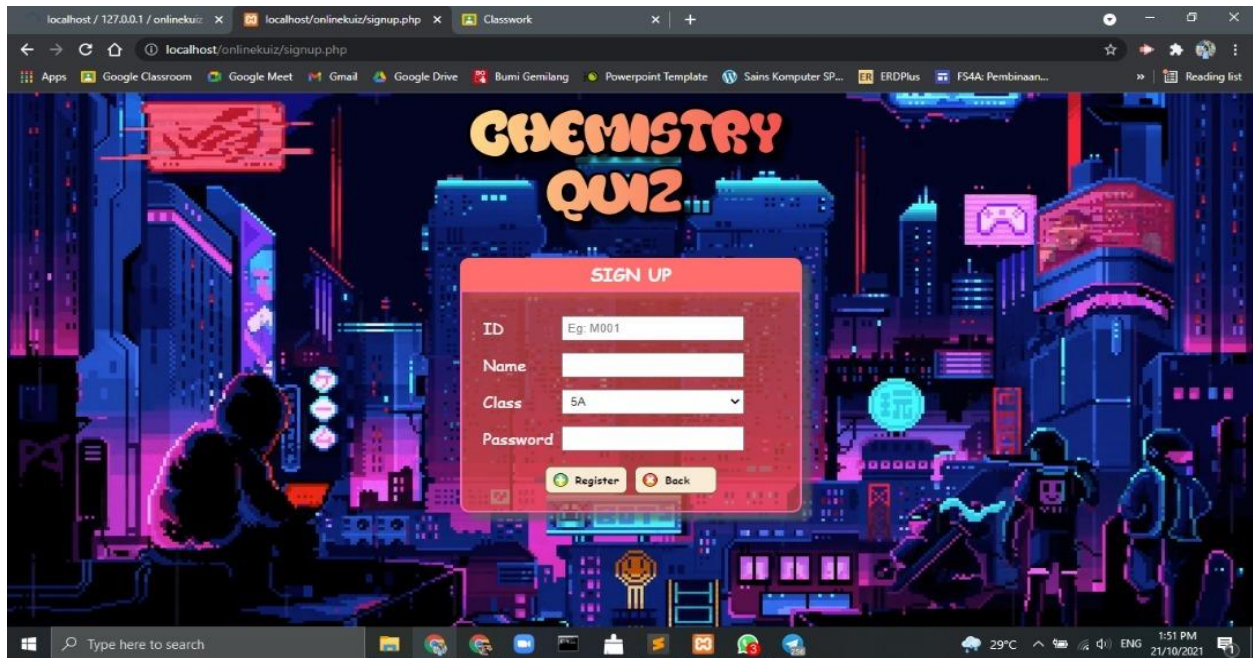 localhost / 127.0.0.1 / onlinekuiz
localhost/onlinekuiz/signup.php
Classwork
localhost/onlinekuiz/signup.php
Apps
Google Classroom
Google Meet
Gmail
Google Drive
Bumi Gemilang
Powerpoint Template
Sains Komputer SP...
ER ERDPlus
FS4A: Pembinaan...
»
Reading list
CHEMISTRY
QUIZ
SIGN UP
ID
Eg: M001
Name
Class
5A
Password
Register
Back
Type here to search
29°C
ENG
1:51 PM
21/10/2021